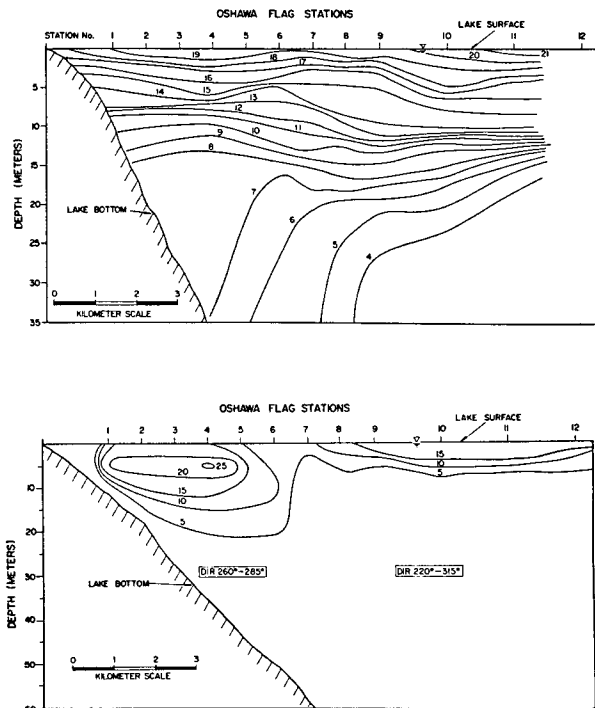 OSHAWA FLAG STATIONS
LAKE SURFACE
STATION No. 1 2 3 4 5 6 7 8 9 10 11 12
19 18 17 20 21
16
14 15 13
12
11
10
9
8
7
6
5
4
5
10
15
20
25
30
35
DEPTH (METERS)
LAKE BOTTOM
0 1 2 3
KILOMETER SCALE
OSHAWA FLAG STATIONS
LAKE SURFACE
1 2 3 4 5 6 7 8 9 10 11 12
25
20
15
10
5
15
10
5
10
20
30
40
50
DEPTH (METERS)
DIR 260°-285°
DIR 220°-315°
LAKE BOTTOM
0 1 2 3
KILOMETER SCALE